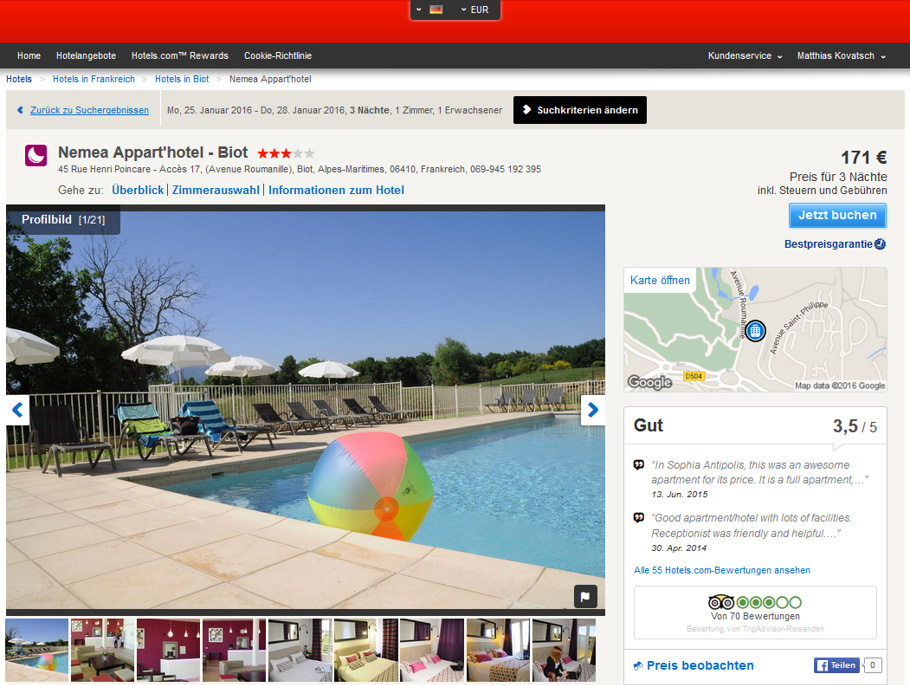 EUR
Home Hotelangebote Hotels.com™ Rewards Cookie-Richtlinie Kundenservice Matthias Kovatsch
Hotels > Hotels in Frankreich > Hotels in Biot > Nemea Appart'hotel
Zurück zu Suchergebnissen Mo, 25. Januar 2016 - Do, 28. Januar 2016, 3 Nächte, 1 Zimmer, 1 Erwachsener Suchkriterien ändern
Nemea Appart'hotel - Biot
45 Rue Henri Poincare - Accès 17, (Avenue Roumanille), Biot, Alpes-Maritimes, 06410, Frankreich, 069-945 192 395
Gehe zu: Überblick | Zimmerauswahl | Informationen zum Hotel
171 €
Preis für 3 Nächte
inkl. Steuern und Gebühren
Jetzt buchen
Bestpreisgarantie
Profilbild [1/21]
Karte öffnen
Avenue Roumanille
Avenue Saint-Philippe
D504
Google
Map data ©2016 Google
Gut 3,5 / 5
"In Sophia Antipolis, this was an awesome
apartment for its price. It is a full apartment,…"
13. Jun. 2015
"Good apartment/hotel with lots of facilities.
Receptionist was friendly and helpful.…"
30. Apr. 2014
Alle 55 Hotels.com-Bewertungen ansehen
Von 70 Bewertungen
Bewertung von TripAdvisor-Reisenden
Preis beobachten
Teilen 0